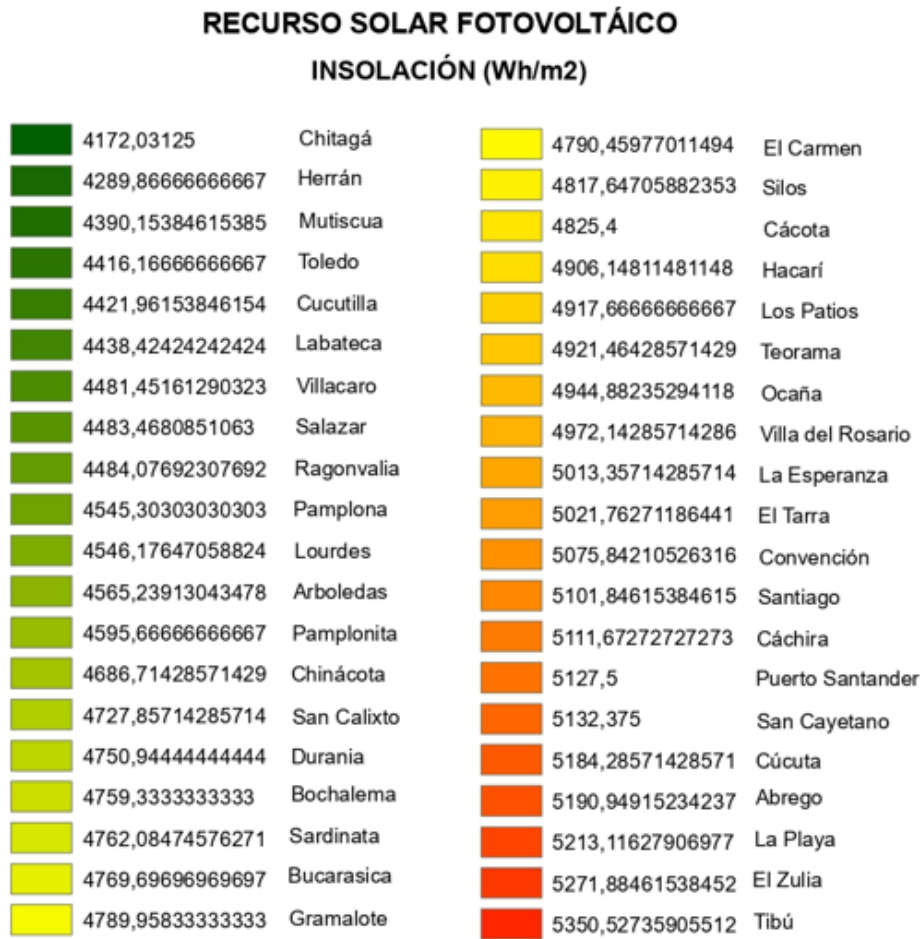 RECURSO SOLAR FOTOVOLTÁICO
INSOLACIÓN (Wh/m2)
4172,03125 Chitagá
4289,86666666667 Herrán
4390,15384615385 Mutiscua
4416,16666666667 Toledo
4421,96153846154 Cucutilla
4438,42424242424 Labateca
4481,45161290323 Villacaro
4483,4680851063 Salazar
4484,07692307692 Ragonvalia
4545,30303030303 Pamplona
4546,17647058824 Lourdes
4565,23913043478 Arboledas
4595,66666666667 Pamplonita
4686,71428571429 Chinácota
4727,85714285714 San Calixto
4750,94444444444 Durania
4759,3333333333 Bochalema
4762,08474576271 Sardinata
4769,69696969697 Bucarasica
4789,95833333333 Gramalote
4790,45977011494 El Carmen
4817,64705882353 Silos
4825,4 Cácota
4906,14811481148 Hacarí
4917,66666666667 Los Patios
4921,46428571429 Teorama
4944,88235294118 Ocaña
4972,14285714286 Villa del Rosario
5013,35714285714 La Esperanza
5021,76271186441 El Tarra
5075,84210526316 Convención
5101,84615384615 Santiago
5111,67272727273 Cáchira
5127,5 Puerto Santander
5132,375 San Cayetano
5184,28571428571 Cúcuta
5190,94915234237 Abrego
5213,11627906977 La Playa
5271,88461538452 El Zulia
5350,52735905512 Tibú